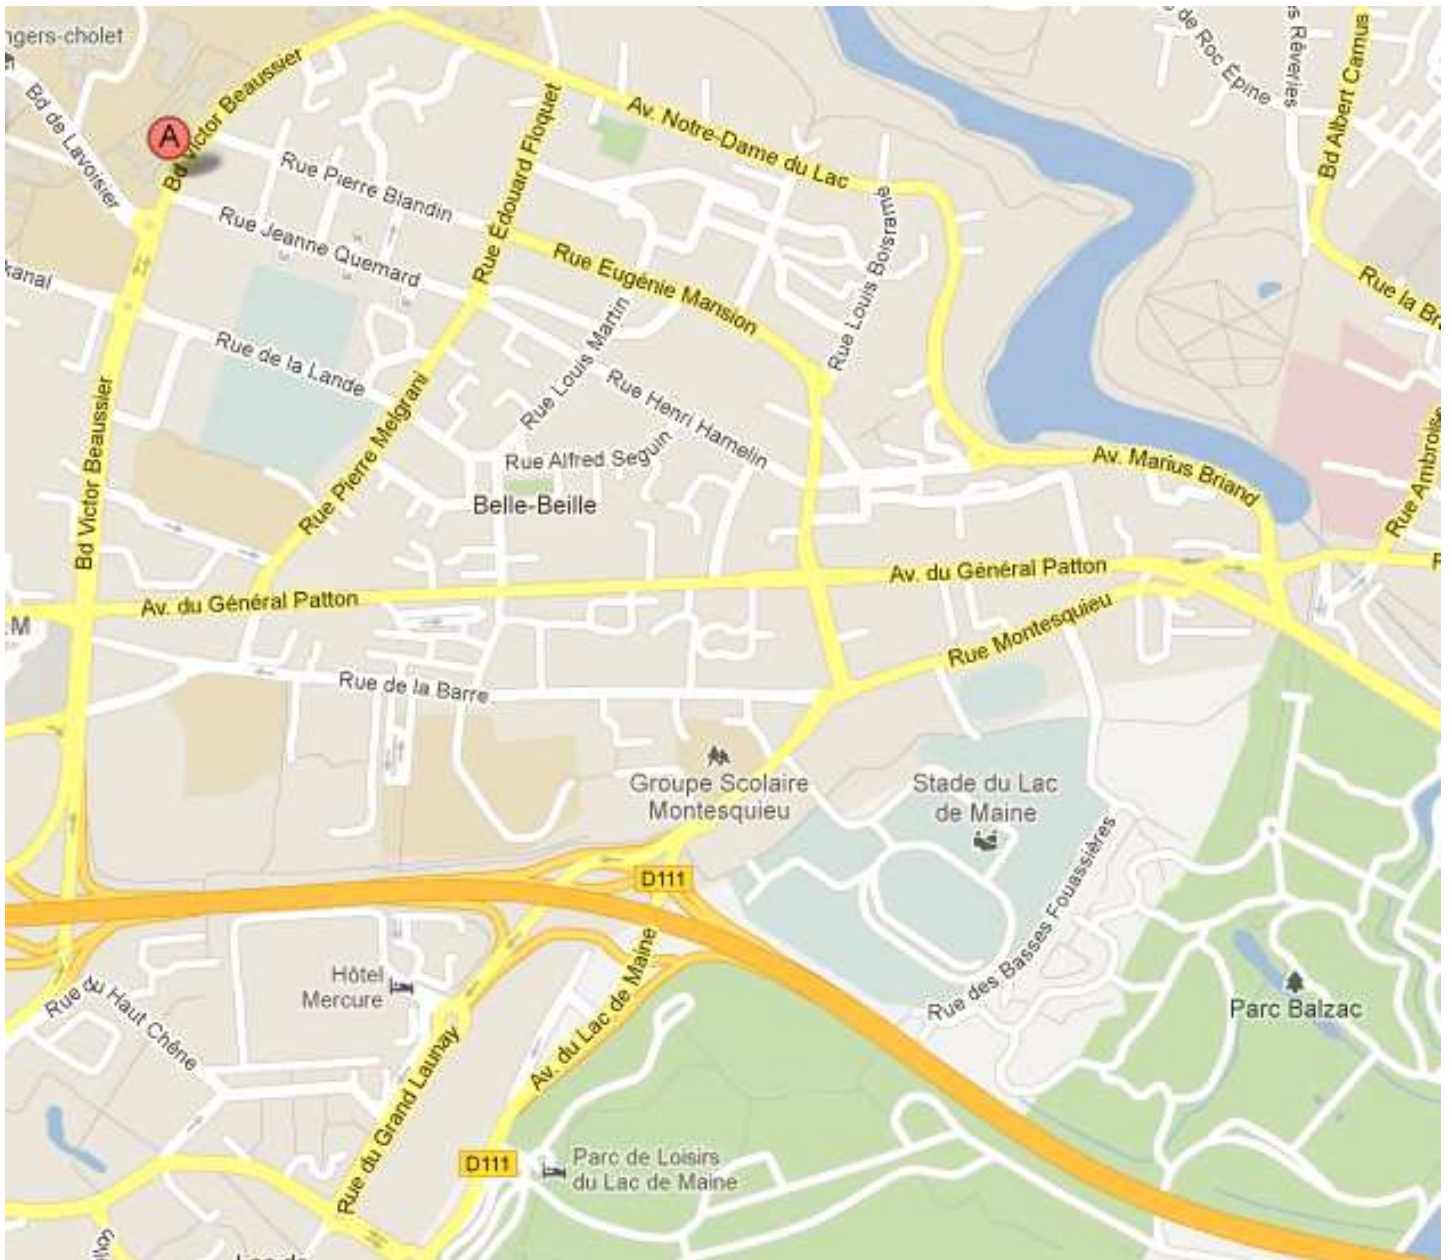 ngers-cholet
Bd de Lavoisier
A
Bd Victor Beaussier
Rue Pierre Blandin
Rue Jeanne Quemard
Rue Édouard Floquet
Av. Notre-Dame du Lac
de Roc Épine
s Rêveries
Bd Albert Camus
Rue la Br
kanal
Rue de la Lande
Rue Eugénie Mansion
Rue Louis Boisramé
Rue Louis Martin
Rue Henri Hamelin
Rue Pierre Melgrani
Rue Alfred Seguin
Belle-Beille
Bd Victor Beaussier
Av. Marius Briand
Rue Ambroise
Av. du Général Patton
Av. du Général Patton
R
M
Rue Montesquieu
Rue de la Barre
Groupe Scolaire
Montesquieu
Stade du Lac
de Maine
D111
Rue des Basses Fouassières
Hôtel
Mercure
Rue du Haut Chêne
Av. du Lac de Maine
Rue du Grand Launay
Parc Balzac
D111
Parc de Loisirs
du Lac de Maine